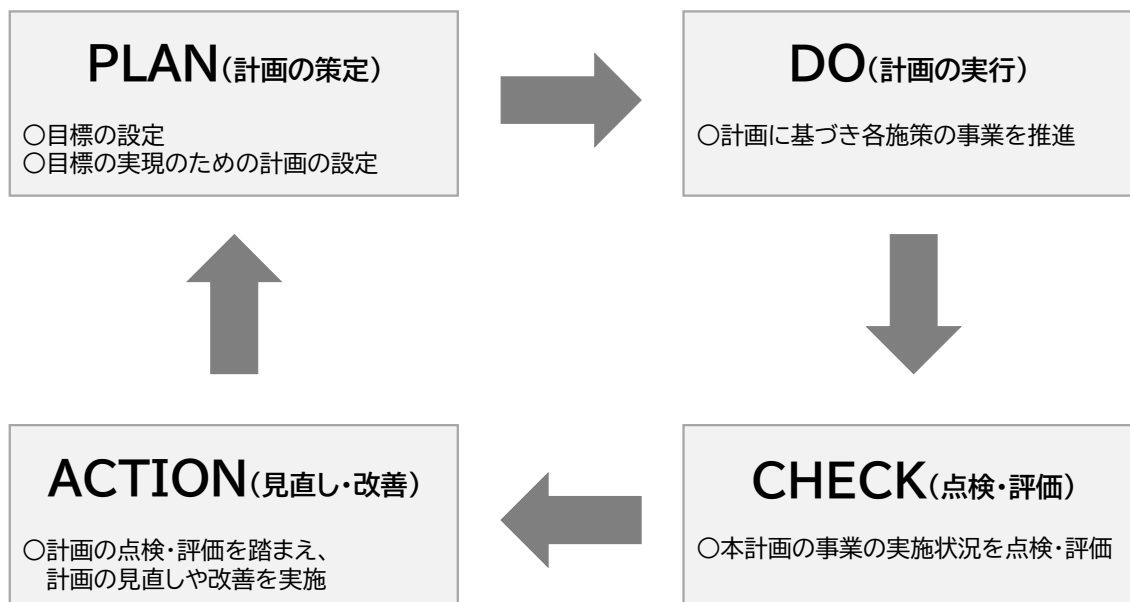 PLAN(計画の策定)
○目標の設定
○目標の実現のための計画の設定
DO(計画の実行)
○計画に基づき各施策の事業を推進
ACTION(見直し・改善)
○計画の点検・評価を踏まえ、
計画の見直しや改善を実施
CHECK(点検・評価)
○本計画の事業の実施状況を点検・評価